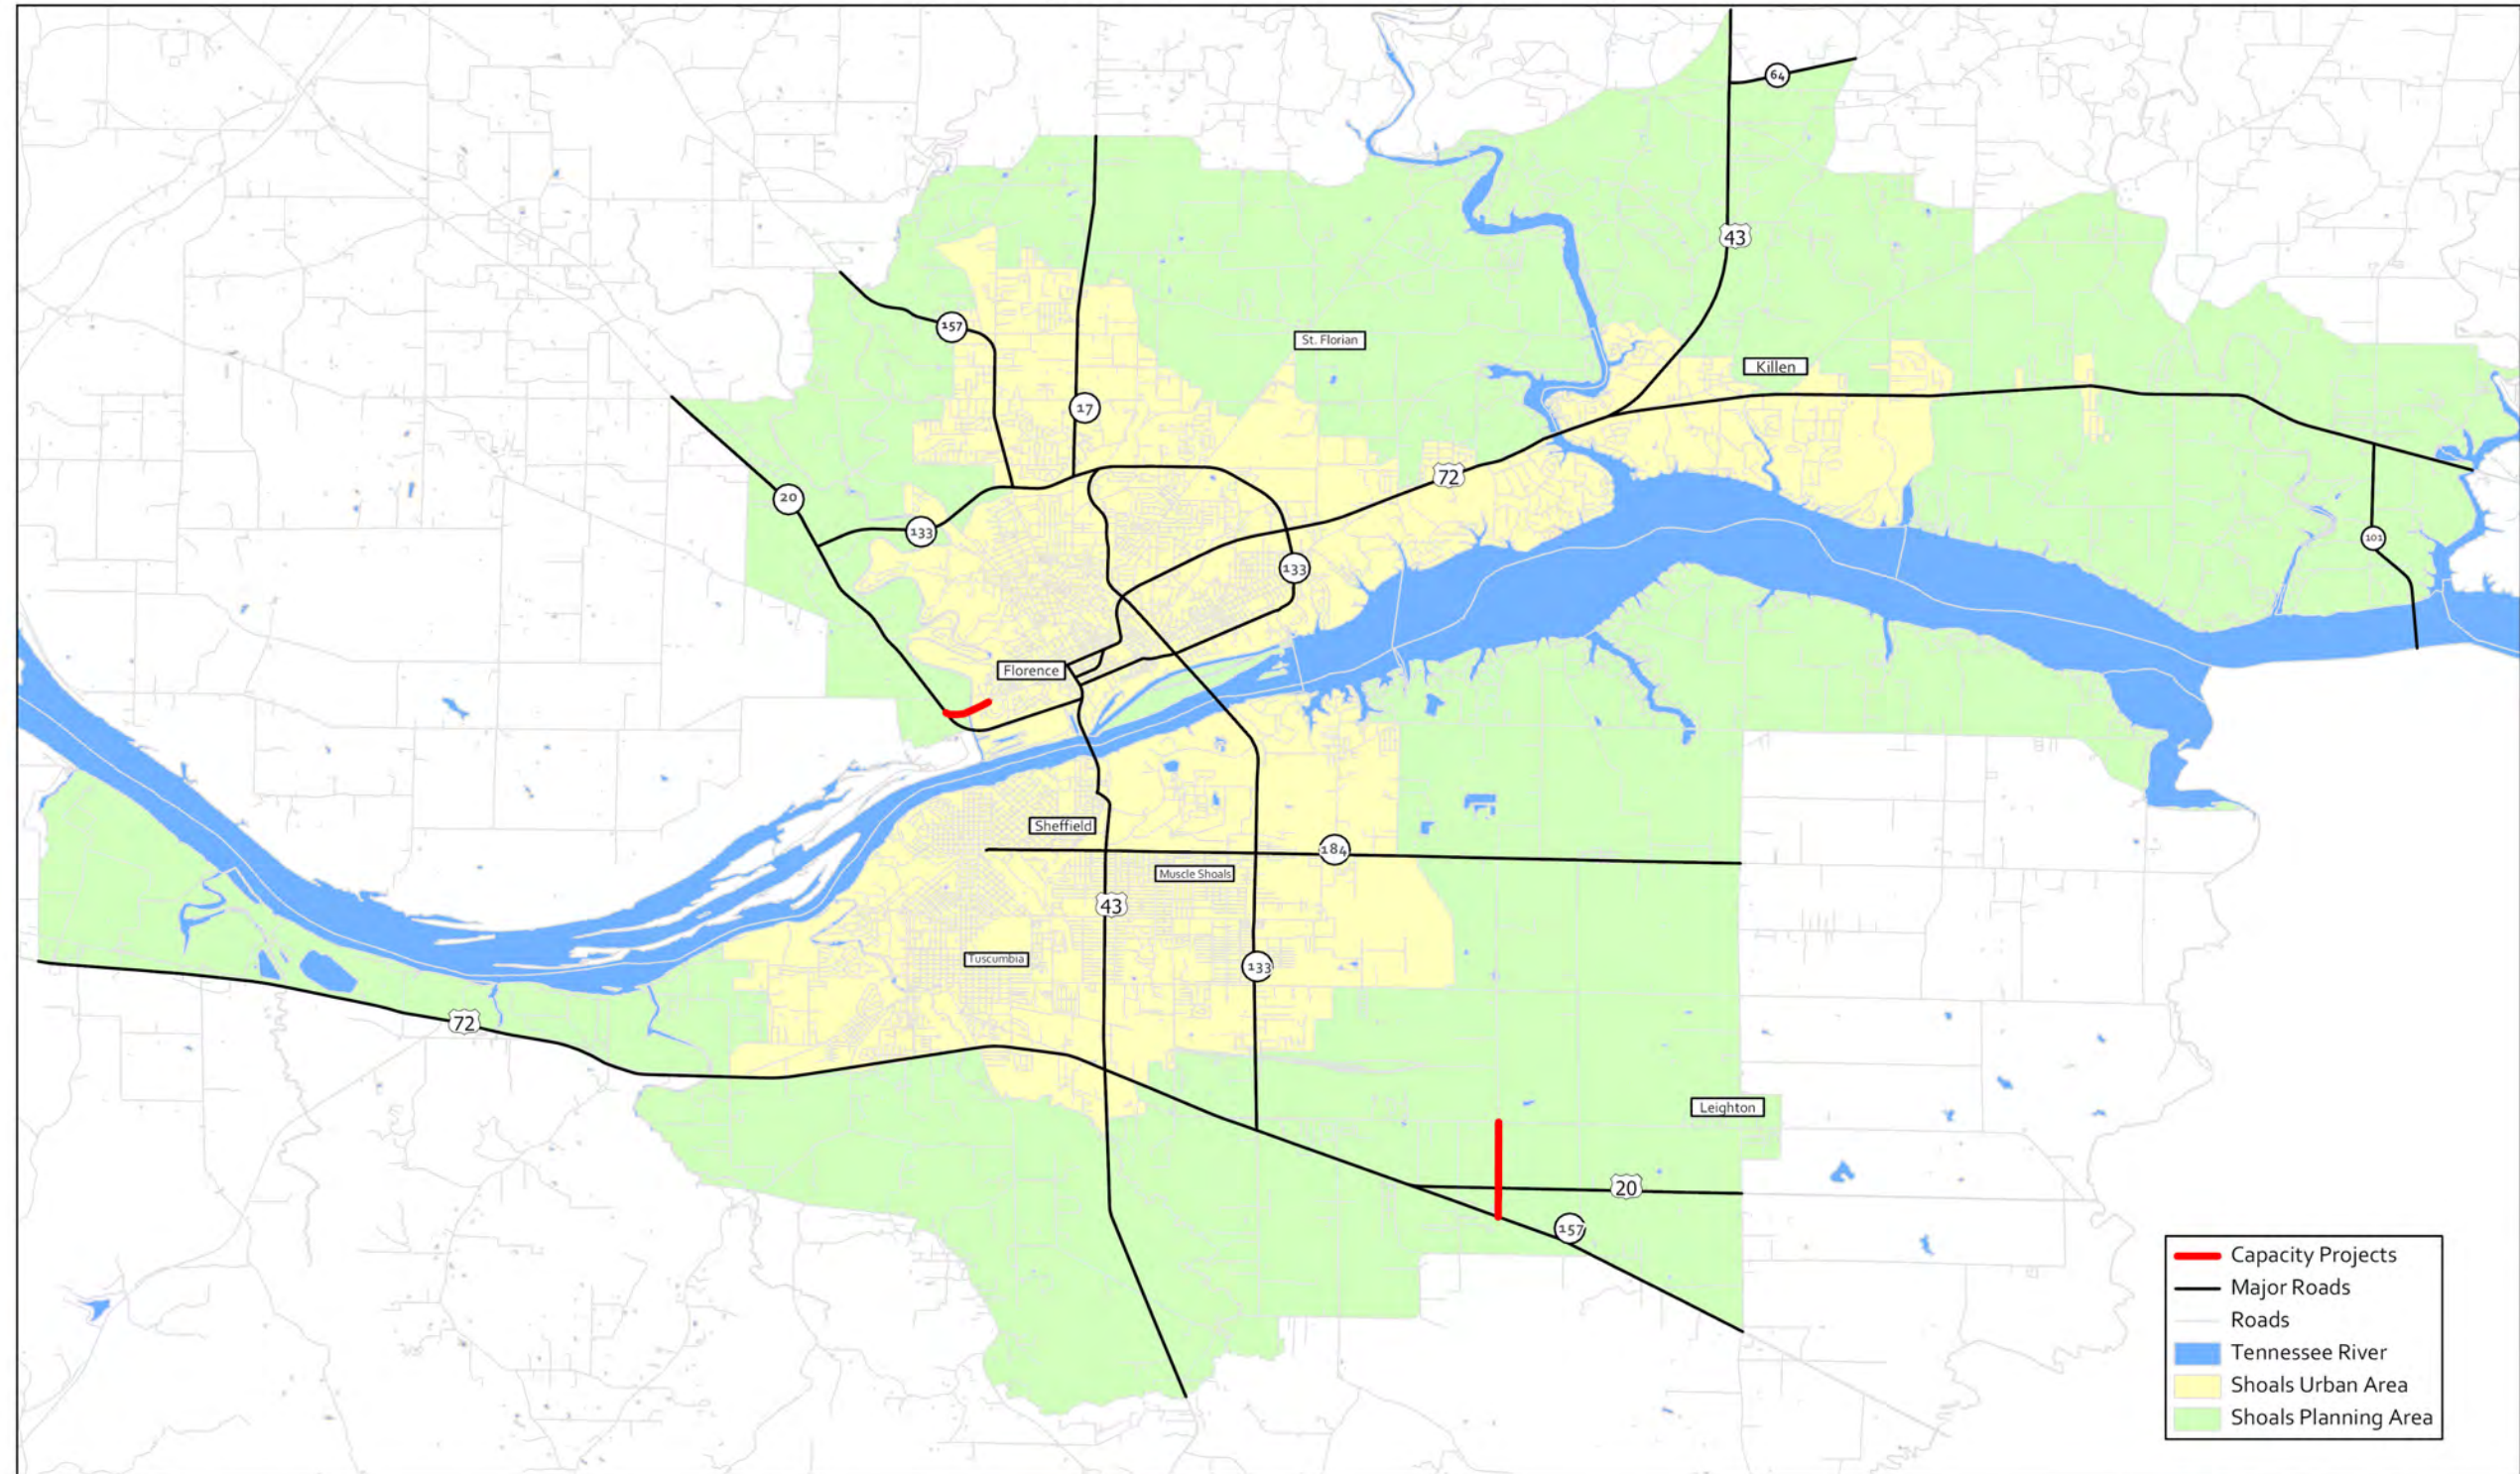 64
43
157
St. Florian
Killen
17
72
20
133
101
133
Florence
Sheffield
184
Muscle Shoals
43
Tuscumbia
133
72
Leighton
20
157
Capacity Projects
Major Roads
Roads
Tennessee River
Shoals Urban Area
Shoals Planning Area